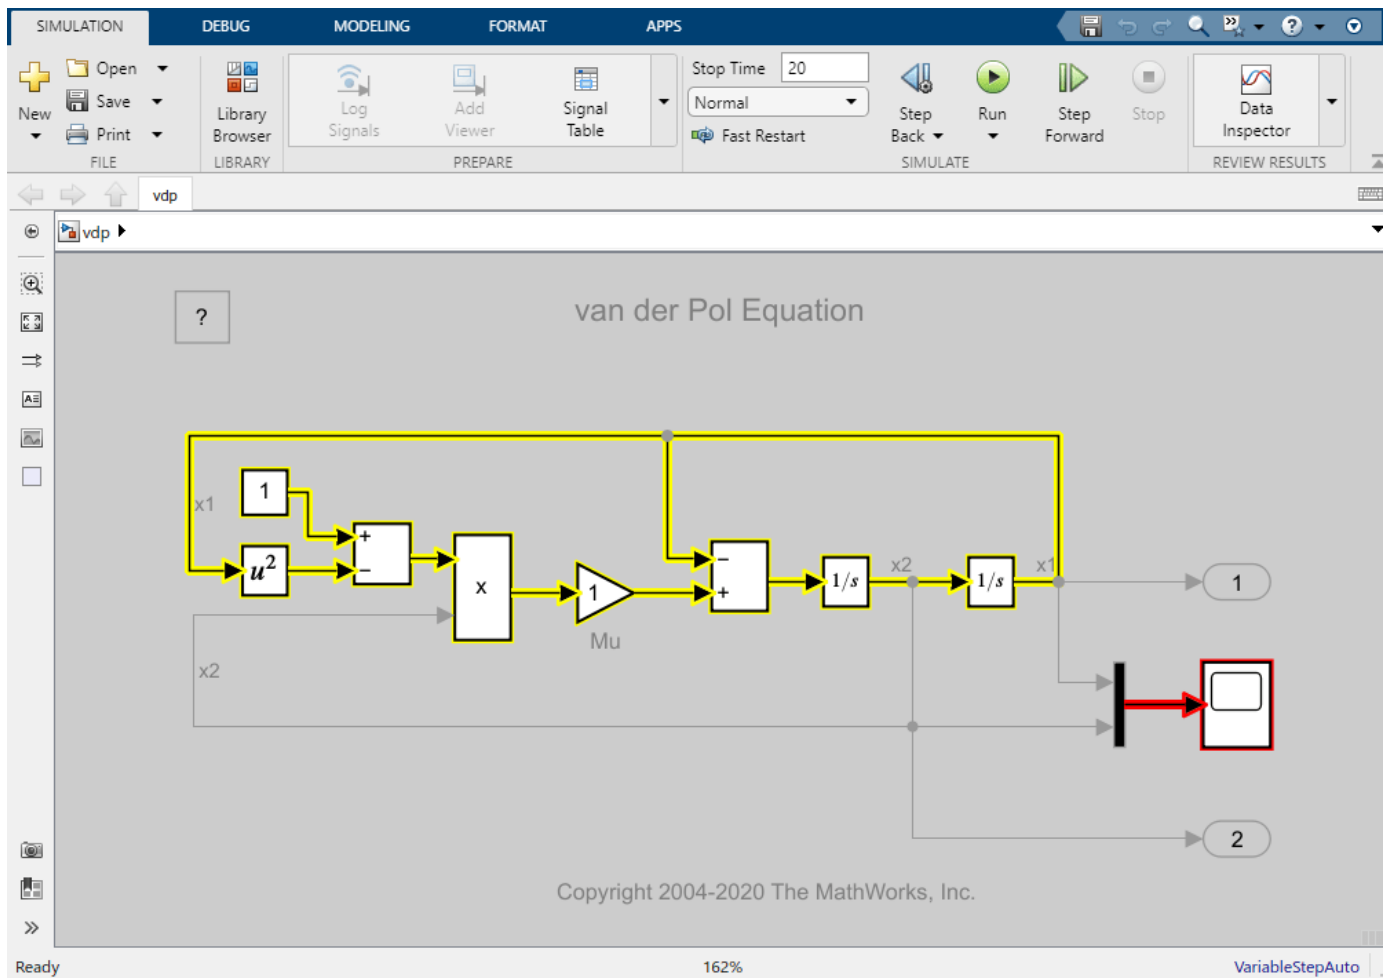 SIMULATION DEBUG MODELING FORMAT APPS
New
Open
Save
Print
FILE
Library Browser
LIBRARY
Log Signals
Add Viewer
Signal Table
PREPARE
Stop Time 20
Normal
Fast Restart
Step Back
Run
Step Forward
Stop
SIMULATE
Data Inspector
REVIEW RESULTS
vdp
vdp
?
van der Pol Equation
x1
1
+
−
u²
x
1
Mu
−
+
1/s
x2
1/s
x1
1
x2
2
Copyright 2004-2020 The MathWorks, Inc.
Ready 162% VariableStepAuto